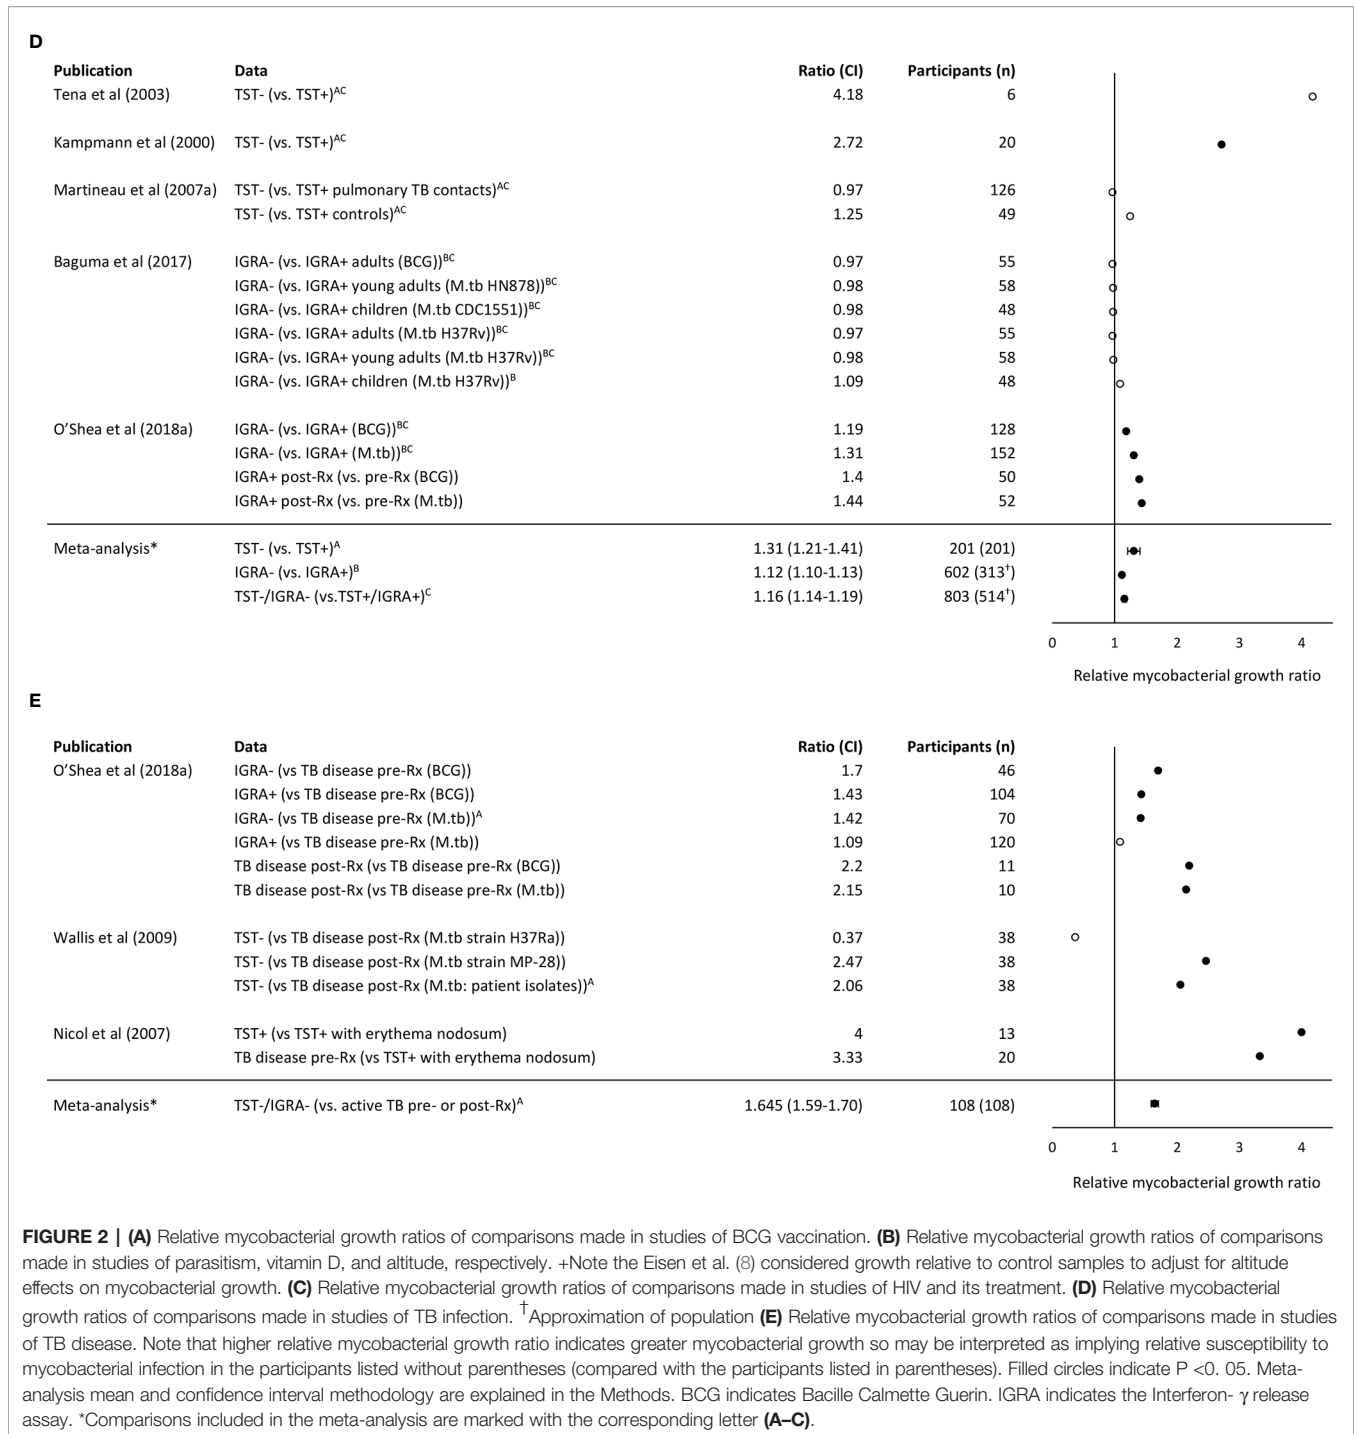 D
Publication Data Ratio (CI) Participants (n)
Tena et al (2003) TST- (vs. TST+)AC 4.18 6
Kampmann et al (2000) TST- (vs. TST+)AC 2.72 20
Martineau et al (2007a) TST- (vs. TST+ pulmonary TB contacts)AC 0.97 126
TST- (vs. TST+ controls)AC 1.25 49
Baguma et al (2017) IGRA- (vs. IGRA+ adults (BCG))BC 0.97 55
IGRA- (vs. IGRA+ young adults (M.tb HN878))BC 0.98 58
IGRA- (vs. IGRA+ children (M.tb CDC1551))BC 0.98 48
IGRA- (vs. IGRA+ adults (M.tb H37Rv))BC 0.97 55
IGRA- (vs. IGRA+ young adults (M.tb H37Rv))BC 0.98 58
IGRA- (vs. IGRA+ children (M.tb H37Rv))B 1.09 48
O'Shea et al (2018a) IGRA- (vs. IGRA+ (BCG))BC 1.19 128
IGRA- (vs. IGRA+ (M.tb))BC 1.31 152
IGRA+ post-Rx (vs. pre-Rx (BCG)) 1.4 50
IGRA+ post-Rx (vs. pre-Rx (M.tb)) 1.44 52
Meta-analysis* TST- (vs. TST+)A 1.31 (1.21-1.41) 201 (201)
IGRA- (vs. IGRA+)B 1.12 (1.10-1.13) 602 (313†)
TST-/IGRA- (vs.TST+/IGRA+)C 1.16 (1.14-1.19) 803 (514†)
0 1 2 3 4
Relative mycobacterial growth ratio
E
Publication Data Ratio (CI) Participants (n)
O'Shea et al (2018a) IGRA- (vs TB disease pre-Rx (BCG)) 1.7 46
IGRA+ (vs TB disease pre-Rx (BCG)) 1.43 104
IGRA- (vs TB disease pre-Rx (M.tb))A 1.42 70
IGRA+ (vs TB disease pre-Rx (M.tb)) 1.09 120
TB disease post-Rx (vs TB disease pre-Rx (BCG)) 2.2 11
TB disease post-Rx (vs TB disease pre-Rx (M.tb)) 2.15 10
Wallis et al (2009) TST- (vs TB disease post-Rx (M.tb strain H37Ra)) 0.37 38
TST- (vs TB disease post-Rx (M.tb strain MP-28)) 2.47 38
TST- (vs TB disease post-Rx (M.tb: patient isolates))A 2.06 38
Nicol et al (2007) TST+ (vs TST+ with erythema nodosum) 4 13
TB disease pre-Rx (vs TST+ with erythema nodosum) 3.33 20
Meta-analysis* TST-/IGRA- (vs. active TB pre- or post-Rx)A 1.645 (1.59-1.70) 108 (108)
0 1 2 3 4
Relative mycobacterial growth ratio
FIGURE 2 | (A) Relative mycobacterial growth ratios of comparisons made in studies of BCG vaccination. (B) Relative mycobacterial growth ratios of comparisons
made in studies of parasitism, vitamin D, and altitude, respectively. +Note the Eisen et al. (8) considered growth relative to control samples to adjust for altitude
effects on mycobacterial growth. (C) Relative mycobacterial growth ratios of comparisons made in studies of HIV and its treatment. (D) Relative mycobacterial
growth ratios of comparisons made in studies of TB infection. †Approximation of population (E) Relative mycobacterial growth ratios of comparisons made in studies
of TB disease. Note that higher relative mycobacterial growth ratio indicates greater mycobacterial growth so may be interpreted as implying relative susceptibility to
mycobacterial infection in the participants listed without parentheses (compared with the participants listed in parentheses). Filled circles indicate P <0. 05. Meta-
analysis mean and confidence interval methodology are explained in the Methods. BCG indicates Bacille Calmette Guerin. IGRA indicates the Interferon- γ release
assay. *Comparisons included in the meta-analysis are marked with the corresponding letter (A–C).